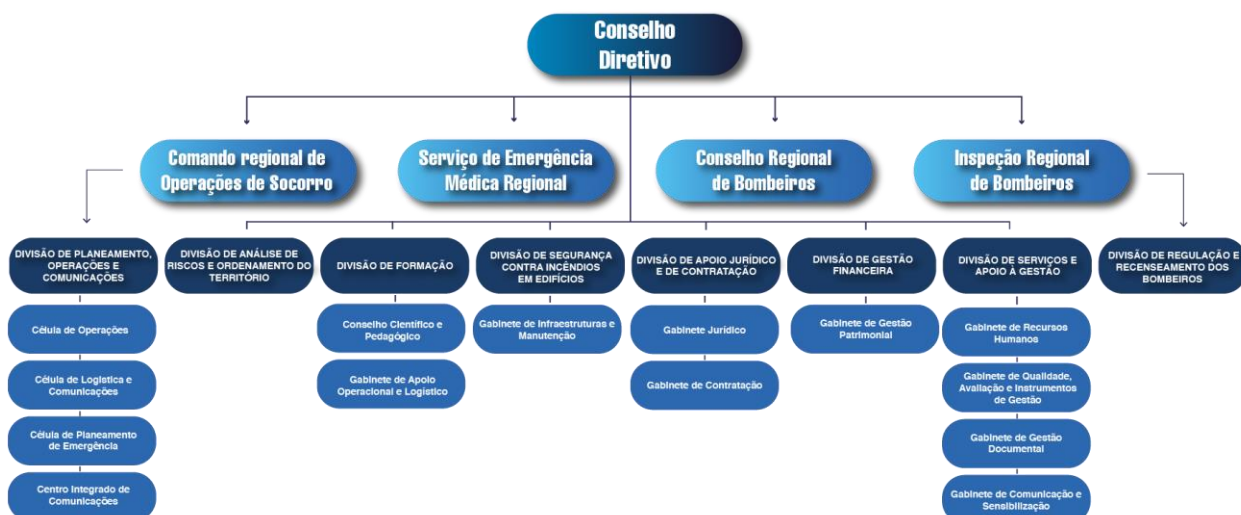 Conselho
Diretivo
Comando regional de
Operações de Socorro
Serviço de Emergência
Médica Regional
Conselho Regional
de Bombeiros
Inspeção Regional
de Bombeiros
DIVISÃO DE PLANEAMENTO,
OPERAÇÕES E
COMUNICAÇÕES
DIVISÃO DE ANÁLISE DE
RISCOS E ORDENAMENTO DO
TERRITÓRIO
DIVISÃO DE FORMAÇÃO
DIVISÃO DE SEGURANÇA
CONTRA INCÊNDIOS
EM EDIFÍCIOS
DIVISÃO DE APOIO JURÍDICO
E DE CONTRATAÇÃO
DIVISÃO DE GESTÃO
FINANCEIRA
DIVISÃO DE SERVIÇOS E
APOIO À GESTÃO
DIVISÃO DE REGULAÇÃO E
RECENSEAMENTO DOS
BOMBEIROS
Célula de Operações
Conselho Científico e
Pedagógico
Gabinete de Infraestruturas e
Manutenção
Gabinete Jurídico
Gabinete de Gestão
Patrimonial
Gabinete de Recursos
Humanos
Célula de Logística e
Comunicações
Gabinete de Apoio
Operacional e Logístico
Gabinete de Contratação
Gabinete de Qualidade,
Avaliação e Instrumentos
de Gestão
Célula de Planeamento
de Emergência
Gabinete de Gestão
Documental
Centro Integrado de
Comunicações
Gabinete de Comunicação e
Sensibilização